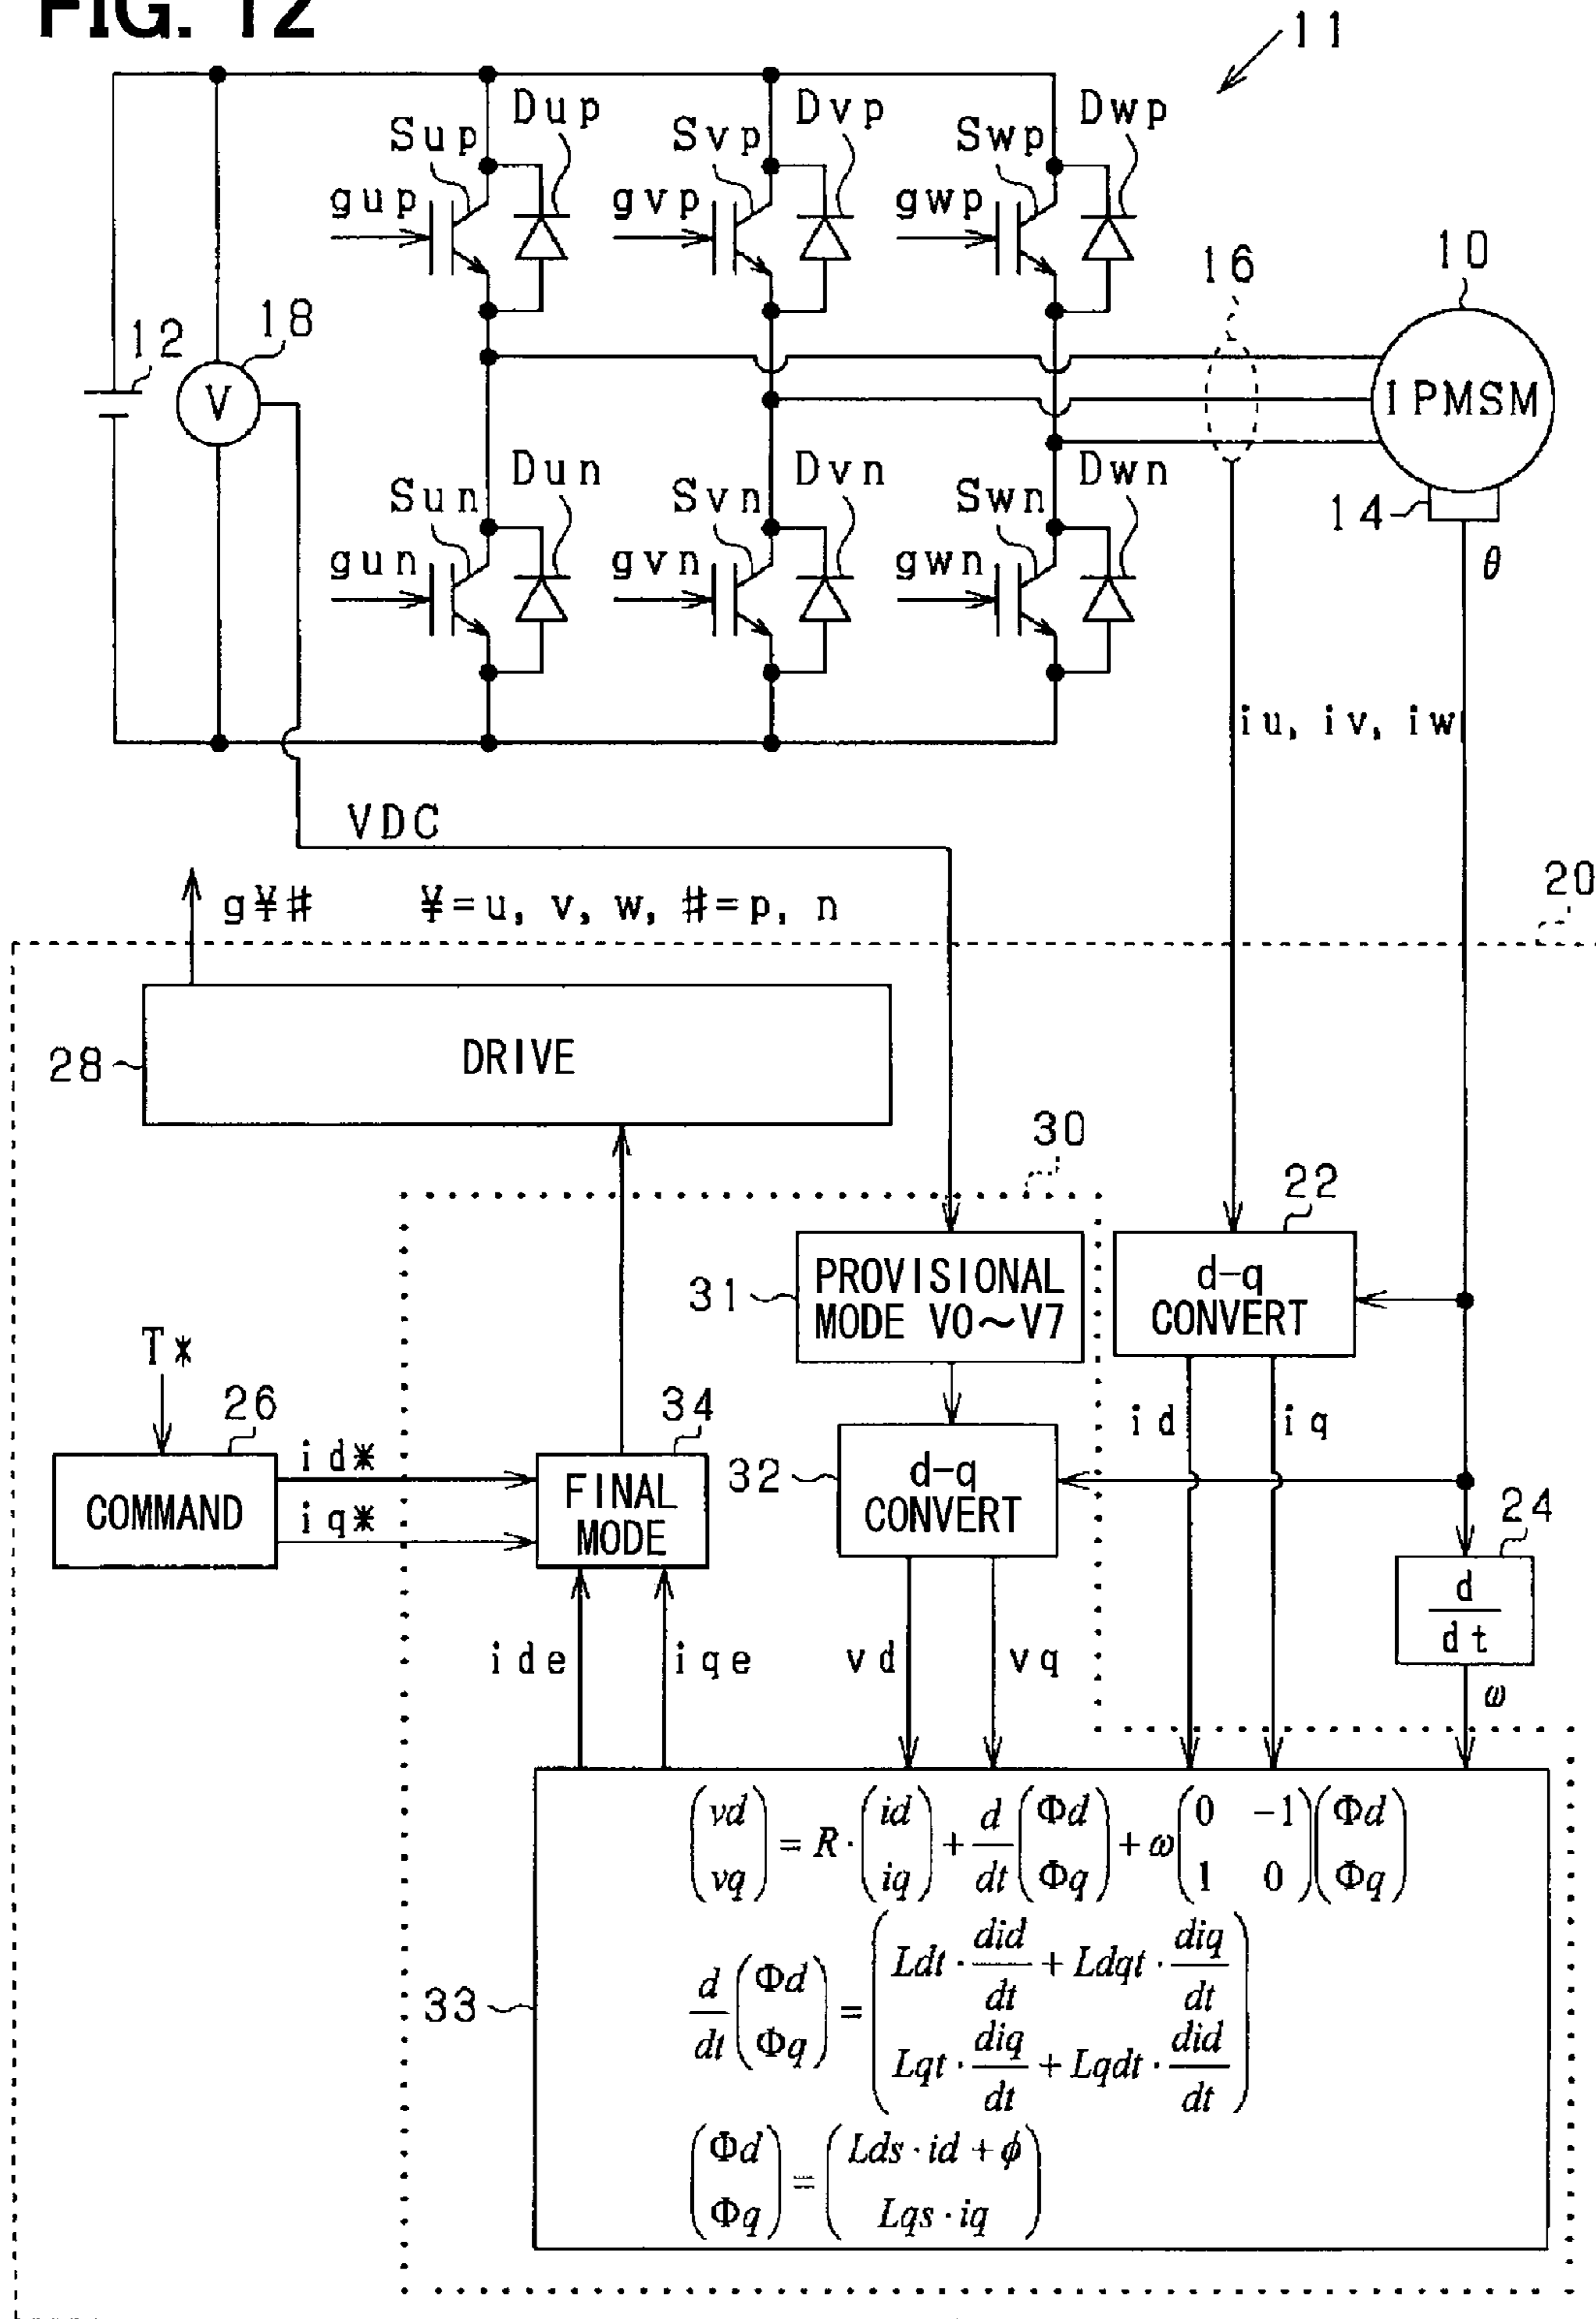 FIG. 12
11
Dup
Dvp
Dwp
Sup
Svp
Swp
gup
gvp
gwp
16
10
12
18
V
IPMSM
Dun
Dvn
Dwn
Sun
Svn
Swn
14
gun
gvn
gwn
θ
iu, iv, iw
VDC
g¥# ¥=u, v, w, #=p, n
20
DRIVE
28
30
22
31
PROVISIONAL
MODE V0~V7
d-q
CONVERT
T*
26
34
id
iq
id*
32
d-q
CONVERT
COMMAND
FINAL
MODE
iq*
24
d
dt
ide
iqe
vd
vq
ω
(vd vq) = R · (id iq) + d/dt (Φd Φq) + ω (0 -1 1 0) (Φd Φq)
33
d/dt (Φd Φq) = (Ldt · did/dt + Ldqt · diq/dt
Lqt · diq/dt + Lqdt · did/dt)
(Φd Φq) = (Lds · id + ϕ
Lqs · iq)